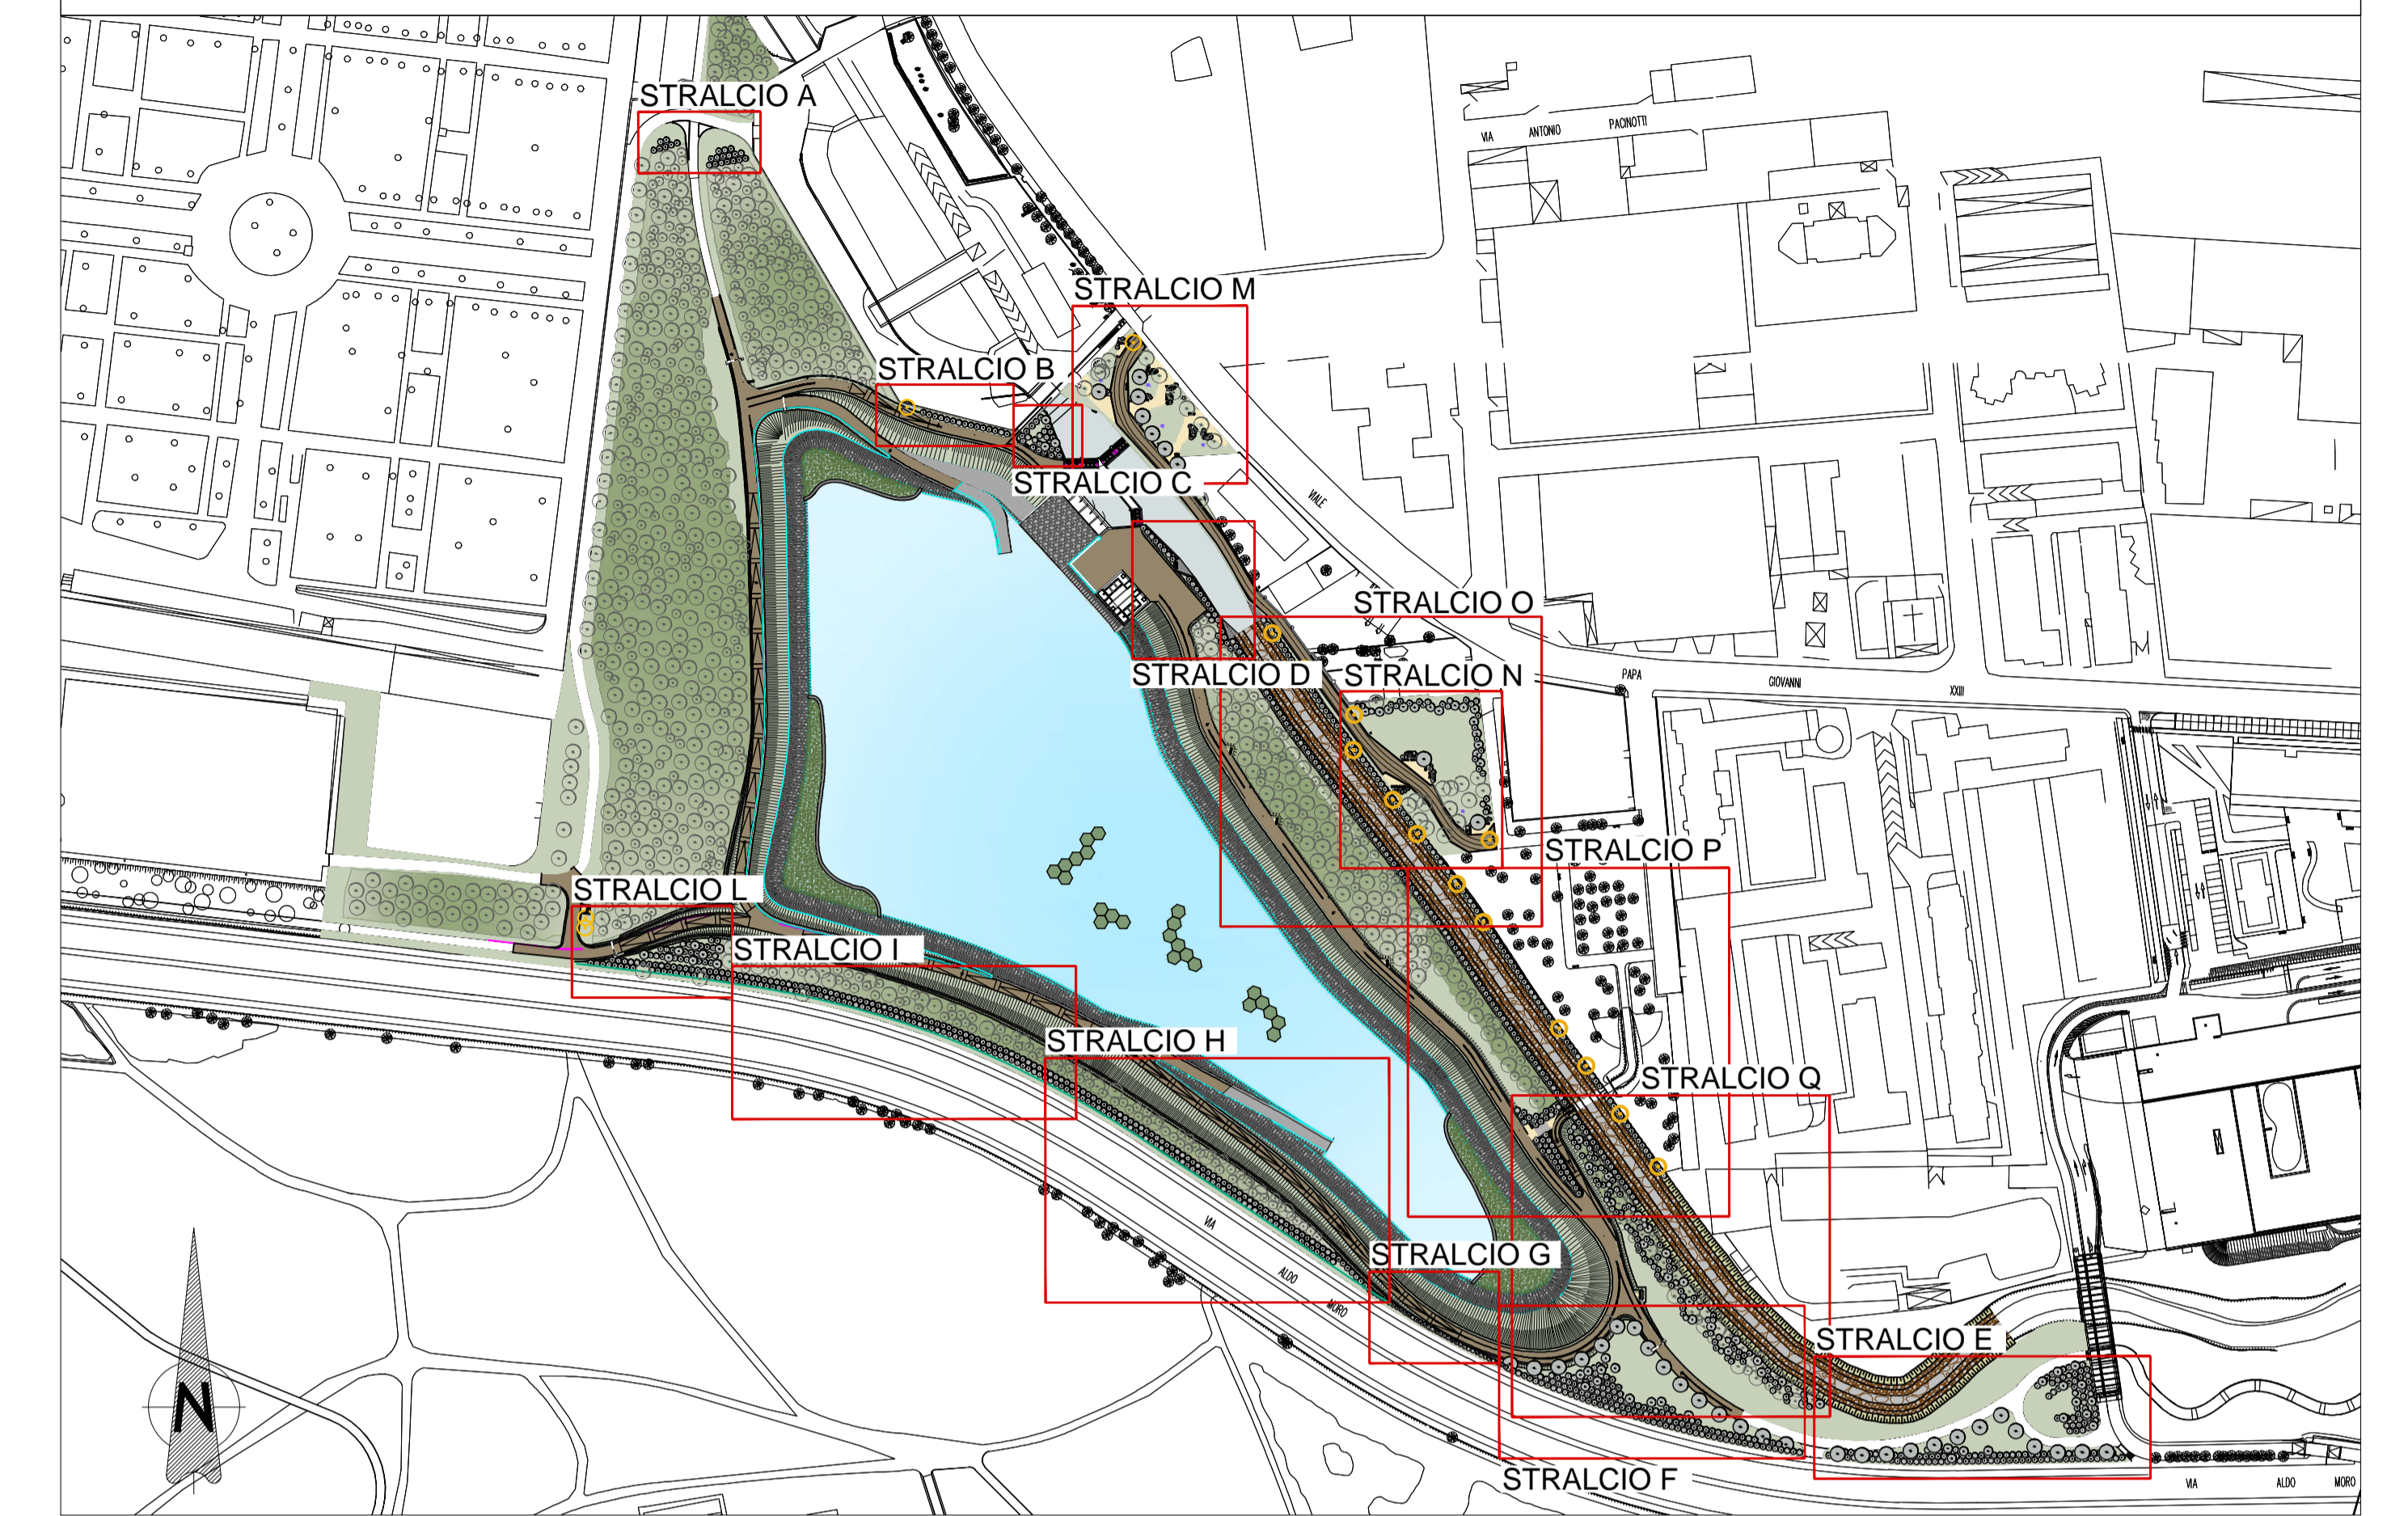 STRALCIO A
VIA ANTONIO PACINOTTI
STRALCIO M
STRALCIO B
STRALCIO C
VIALE
STRALCIO O
STRALCIO D
STRALCIO N
PAPA
GIOVANNI
XXIII
STRALCIO P
STRALCIO L
STRALCIO I
STRALCIO H
STRALCIO Q
VIA
STRALCIO G
ALDO
MORO
STRALCIO E
N
STRALCIO F
VIA ALDO MORO